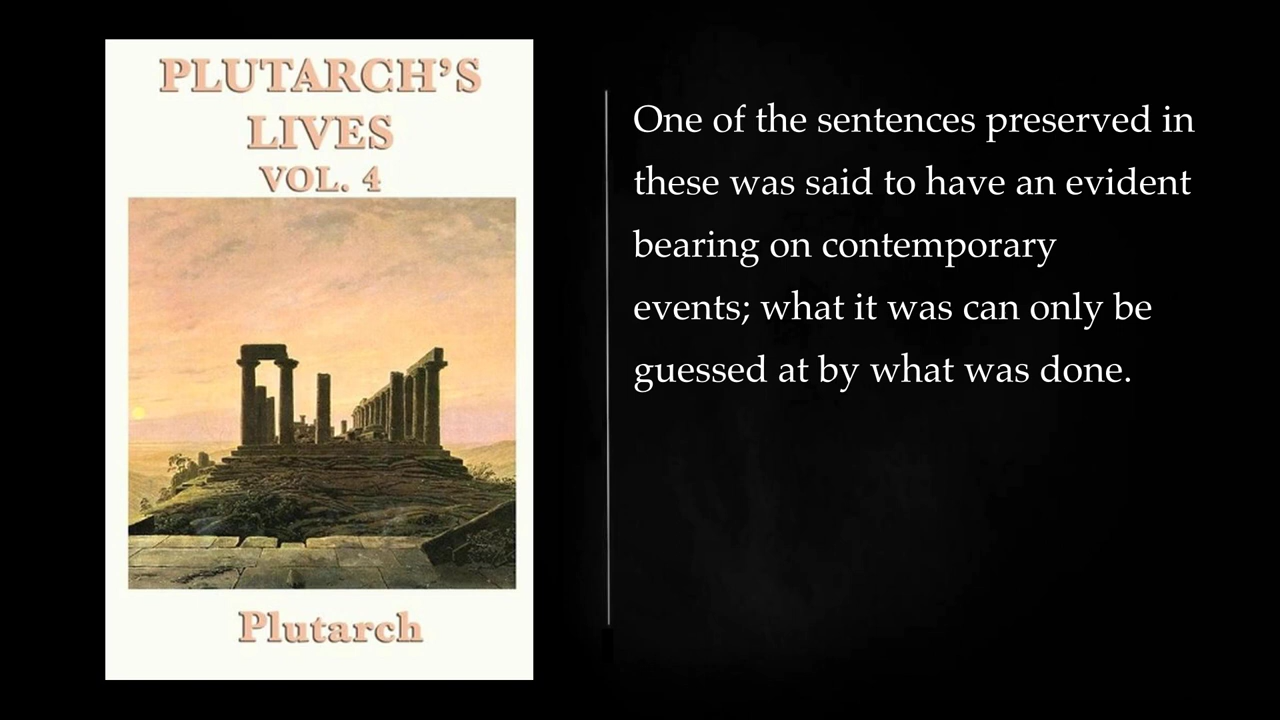 PLUTARCH'S
LIVES
VOL. 4
Plutarch
One of the sentences preserved in
these was said to have an evident
bearing on contemporary
events; what it was can only be
guessed at by what was done.